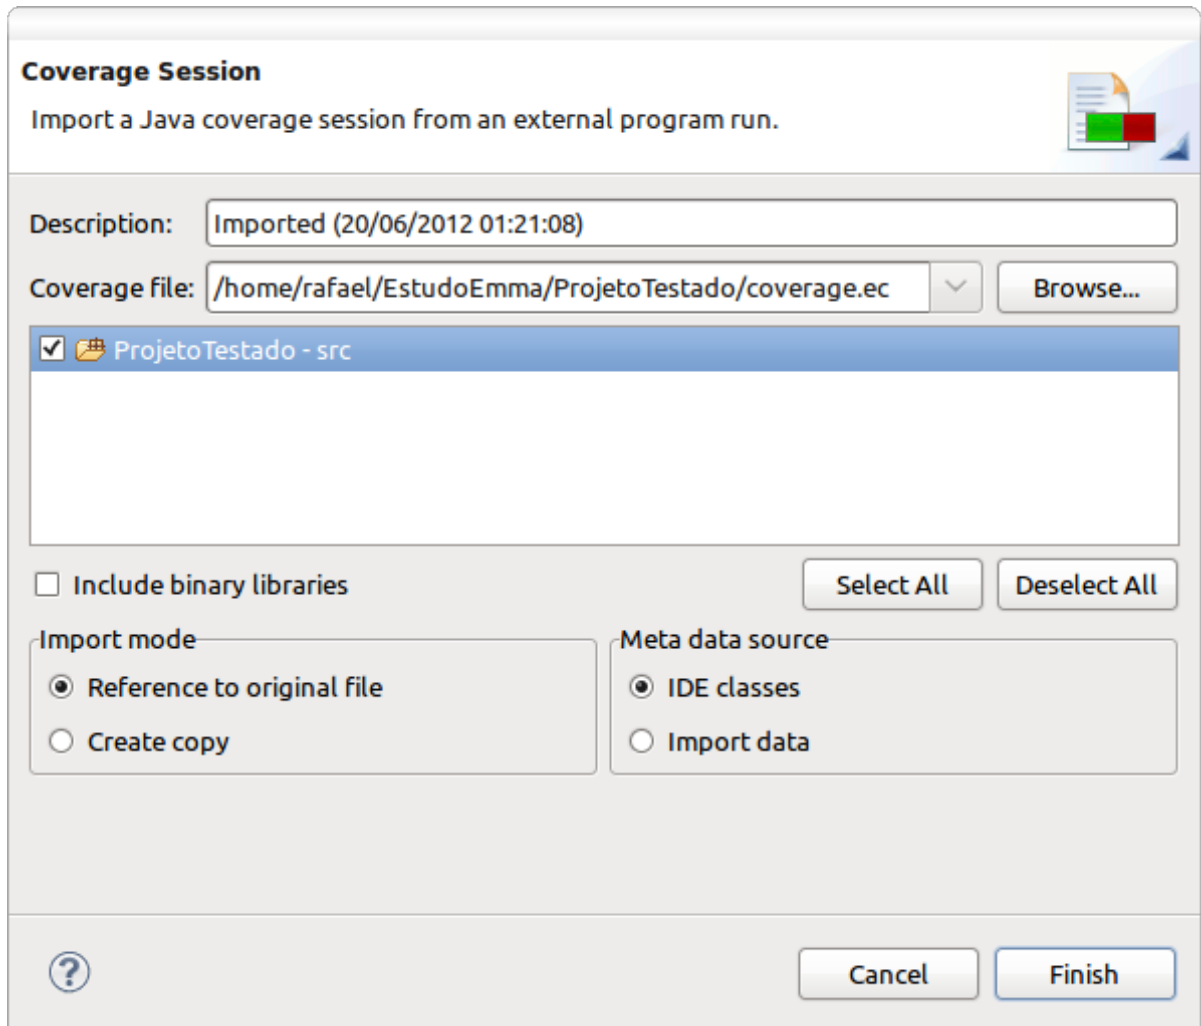 Coverage Session
Import a Java coverage session from an external program run.
Description: Imported (20/06/2012 01:21:08)
Coverage file: /home/rafael/EstudoEmma/ProjetoTestado/coverage.ec Browse...
ProjetoTestado - src
Include binary libraries Select All Deselect All
Import mode Meta data source
Reference to original file IDE classes
Create copy Import data
? Cancel Finish